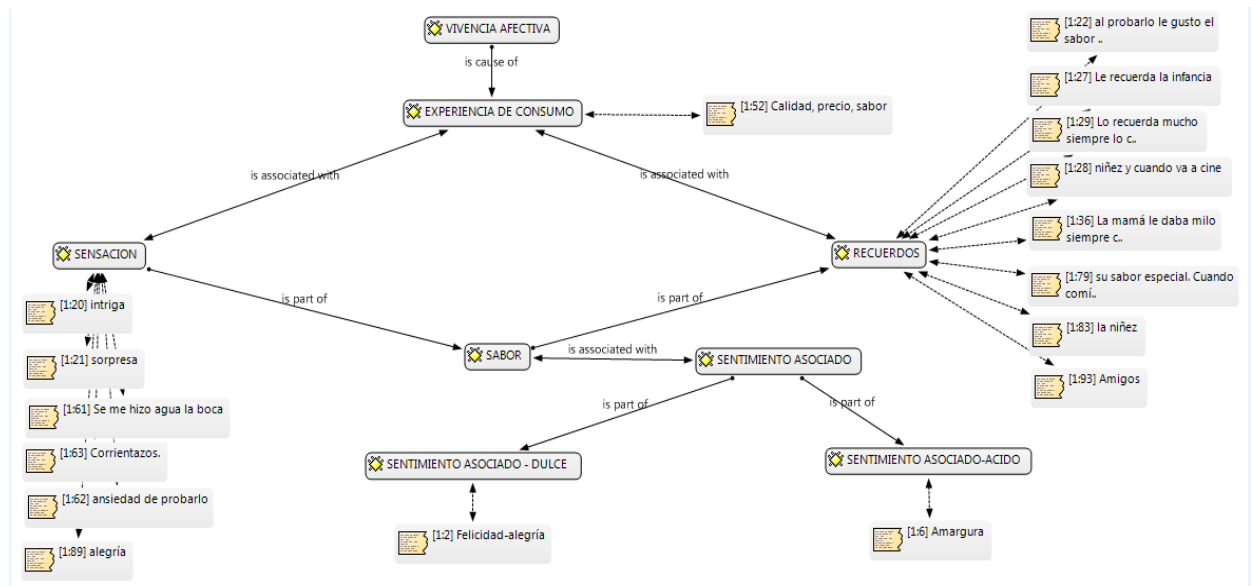 VIVENCIA AFECTIVA
is cause of
EXPERIENCIA DE CONSUMO
[1:52] Calidad, precio, sabor
is associated with
is associated with
[1:22] al probarlo le gusto el
sabor ..
[1:27] Le recuerda la infancia
[1:29] Lo recuerda mucho
siempre lo c..
[1:28] niñez y cuando va a cine
[1:36] La mamá le daba milo
siempre c..
[1:79] su sabor especial. Cuando
comí..
[1:83] la niñez
[1:93] Amigos
SENSACION
RECUERDOS
[1:20] intriga
[1:21] sorpresa
[1:61] Se me hizo agua la boca
[1:63] Corrientazos.
[1:62] ansiedad de probarlo
[1:89] alegría
is part of
is part of
SABOR
is associated with
SENTIMIENTO ASOCIADO
is part of
is part of
SENTIMIENTO ASOCIADO - DULCE
SENTIMIENTO ASOCIADO-ACIDO
[1:2] Felicidad-alegría
[1:6] Amargura